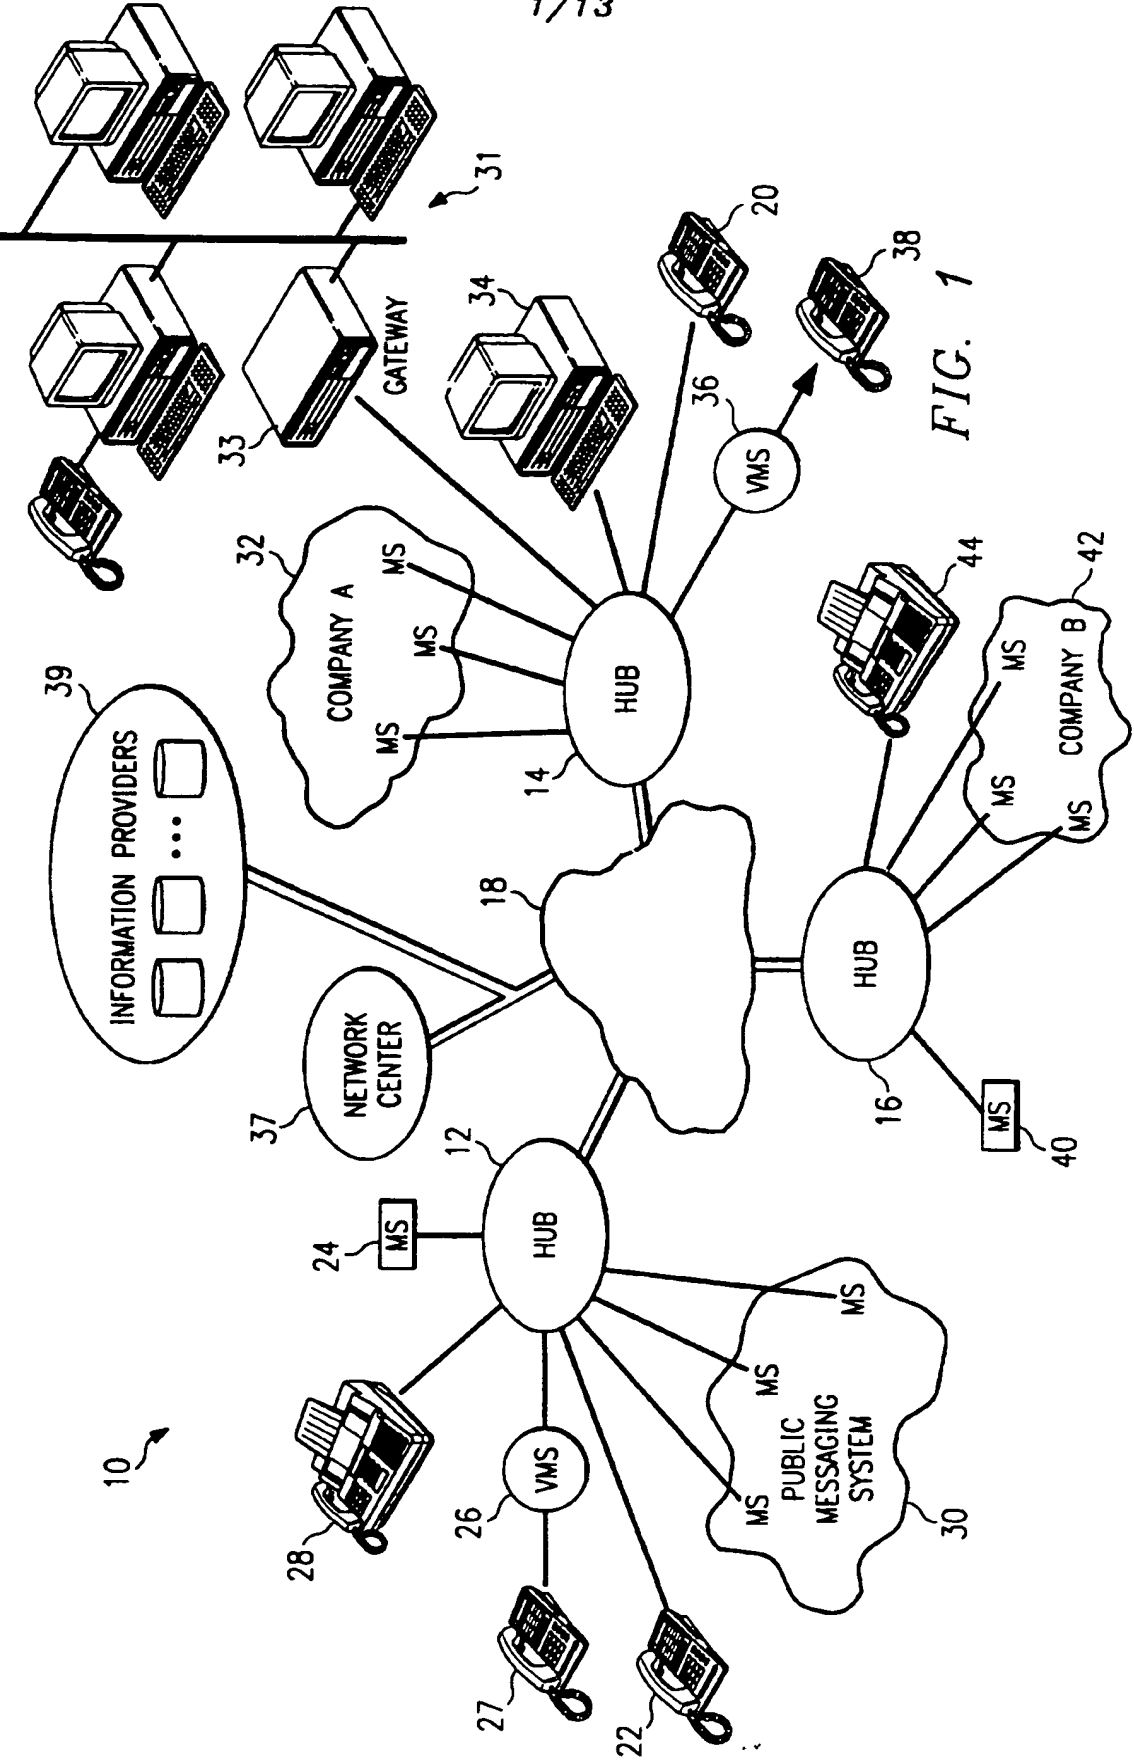 1/13
10
28
26
VMS
27
22
24
MS
12
HUB
MS
MS
MS
PUBLIC
MESSAGING
SYSTEM
30
37
NETWORK
CENTER
39
INFORMATION PROVIDERS
...
18
16
HUB
MS
40
MS
MS
MS
COMPANY B
42
44
14
HUB
32
COMPANY A
MS
MS
MS
33
GATEWAY
31
34
20
36
VMS
38
FIG. 1